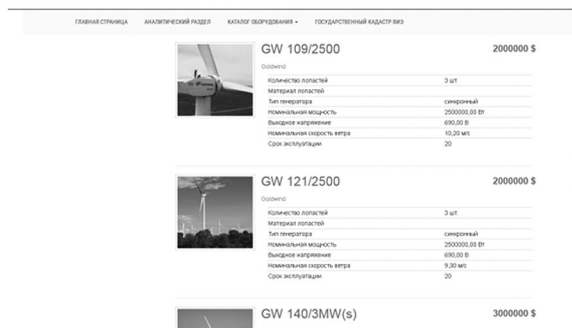 ГЛАВНАЯ СТРАНИЦА АНАЛИТИЧЕСКИЙ РАЗДЕЛ КАТАЛОГ ОБОРУДОВАНИЯ ГОСУДАРСТВЕННЫЙ КАДАСТР ВИЭ
GW 109/2500 2000000 $
Goldwind
Количество лопастей 3 шт.
Материал лопастей
Тип генератора синхронный
Номинальная мощность 2500000,00 Вт
Выходное напряжение 690,00 В
Номинальная скорость ветра 10,20 м/с
Срок эксплуатации 20
GW 121/2500 2000000 $
Goldwind
Количество лопастей 3 шт.
Материал лопастей
Тип генератора синхронный
Номинальная мощность 2500000,00 Вт
Выходное напряжение 690,00 В
Номинальная скорость ветра 9,30 м/с
Срок эксплуатации 20
GW 140/3MW(s) 3000000 $